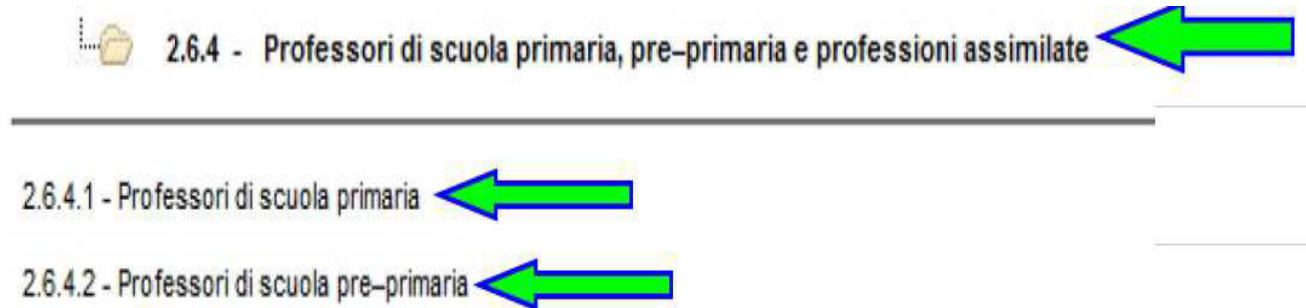 2.6.4 - Professori di scuola primaria, pre–primaria e professioni assimilate
2.6.4.1 - Professori di scuola primaria
2.6.4.2 - Professori di scuola pre–primaria